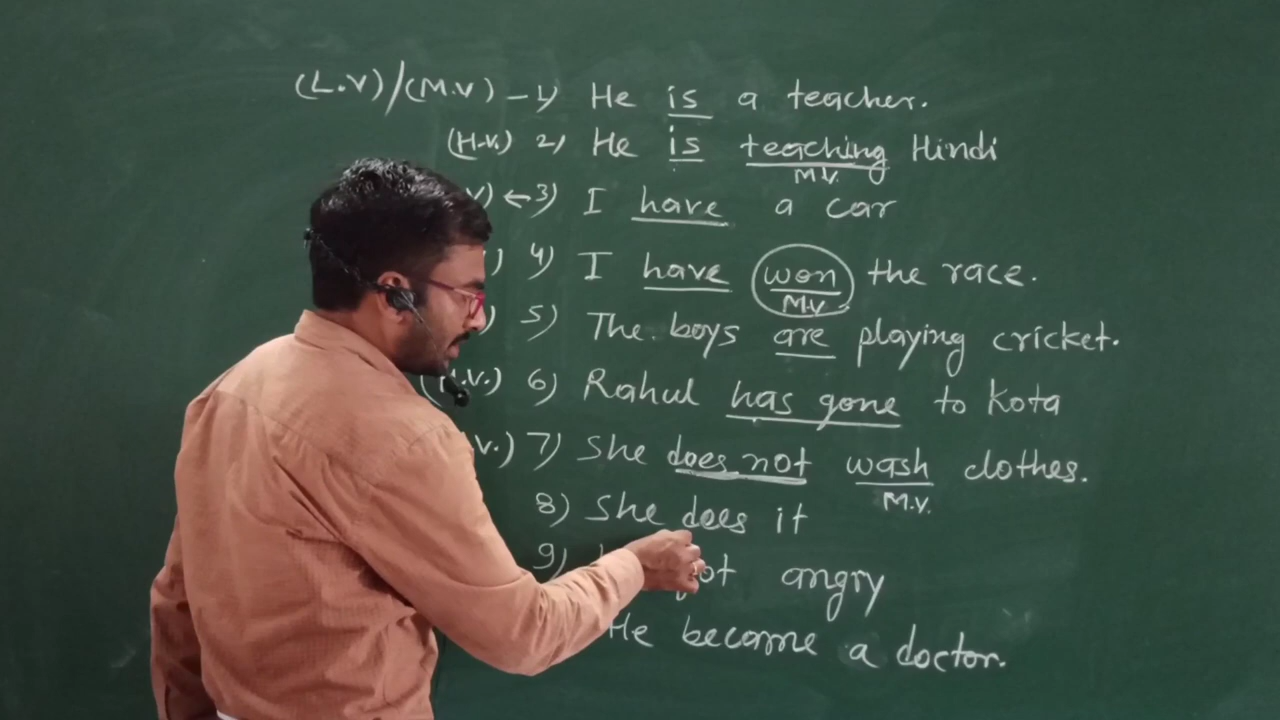 (L.V)/(M.V) – 1) He is a teacher.
(H.V.) 2) He is teaching Hindi
M.V.
V) ← 3) I have a car
) 4) I have won the race.
M.V.
) 5) The boys are playing cricket.
.V.) 6) Rahul has gone to Kota
V.) 7) She does not wash clothes.
M.V.
8) She does it
9) got angry
He became a doctor.